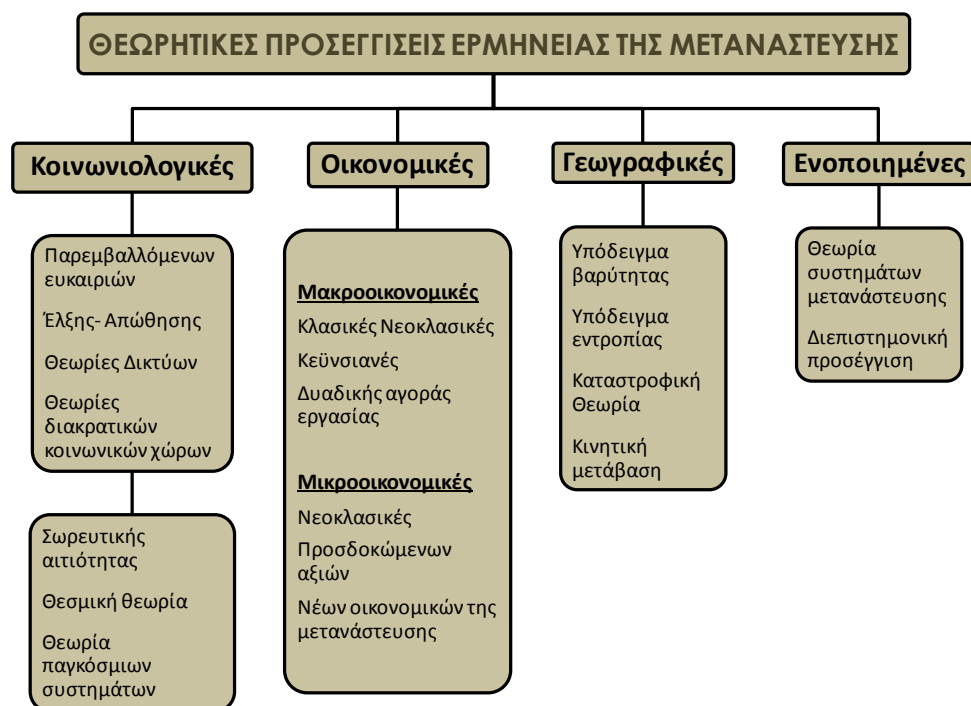 ΘΕΩΡΗΤΙΚΕΣ ΠΡΟΣΕΓΓΙΣΕΙΣ ΕΡΜΗΝΕΙΑΣ ΤΗΣ ΜΕΤΑΝΑΣΤΕΥΣΗΣ
Κοινωνιολογικές
Παρεμβαλλόμενων
ευκαιριών
Έλξης- Απώθησης
Θεωρίες Δικτύων
Θεωρίες
διακρατικών
κοινωνικών χώρων
Σωρευτικής
αιτιότητας
Θεσμική θεωρία
Θεωρία
παγκόσμιων
συστημάτων
Οικονομικές
Μακροοικονομικές
Κλασικές Νεοκλασικές
Κεϋνσιανές
Δυαδικής αγοράς
εργασίας
Μικροοικονομικές
Νεοκλασικές
Προσδοκώμενων
αξιών
Νέων οικονομικών της
μετανάστευσης
Γεωγραφικές
Υπόδειγμα
βαρύτητας
Υπόδειγμα
εντροπίας
Καταστροφική
Θεωρία
Κινητική
μετάβαση
Ενοποιημένες
Θεωρία
συστημάτων
μετανάστευσης
Διεπιστημονική
προσέγγιση